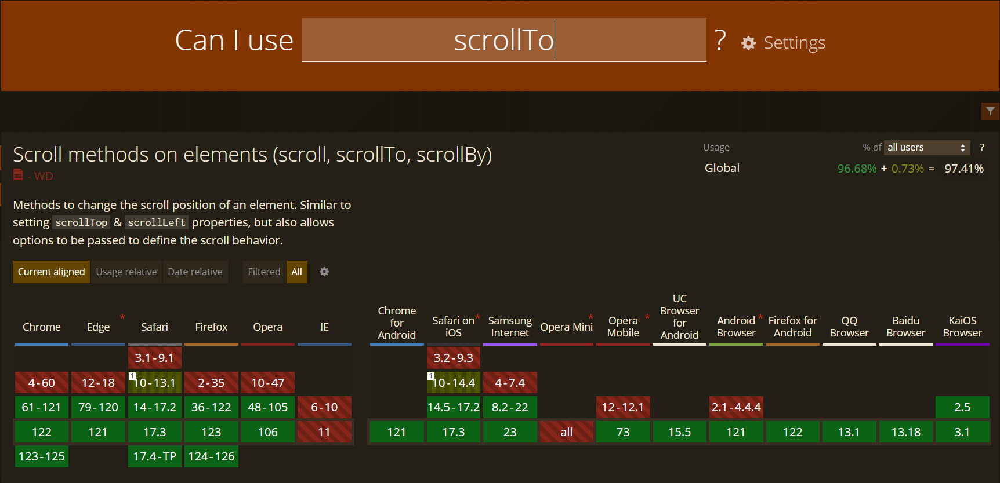 Can I use scrollTo ? Settings
Scroll methods on elements (scroll, scrollTo, scrollBy)
- WD
Usage % of all users ?
Global 96.68% + 0.73% = 97.41%
Methods to change the scroll position of an element. Similar to
setting scrollTop & scrollLeft properties, but also allows
options to be passed to define the scroll behavior.
Current aligned Usage relative Date relative Filtered All
Chrome Edge * Safari Firefox Opera IE
Chrome for Android Safari on iOS * Samsung Internet Opera Mini * Opera Mobile * UC Browser for Android Android Browser * Firefox for Android QQ Browser Baidu Browser KaiOS Browser
3.1-9.1 3.2-9.3
4-60 12-18 1 10-13.1 2-35 10-47 1 10-14.4 4-7.4
61-121 79-120 14-17.2 36-122 48-105 6-10 14.5-17.2 8.2-22 12-12.1 2.1-4.4.4 2.5
122 121 17.3 123 106 11 121 17.3 23 all 73 15.5 121 122 13.1 13.18 3.1
123-125 17.4-TP 124-126